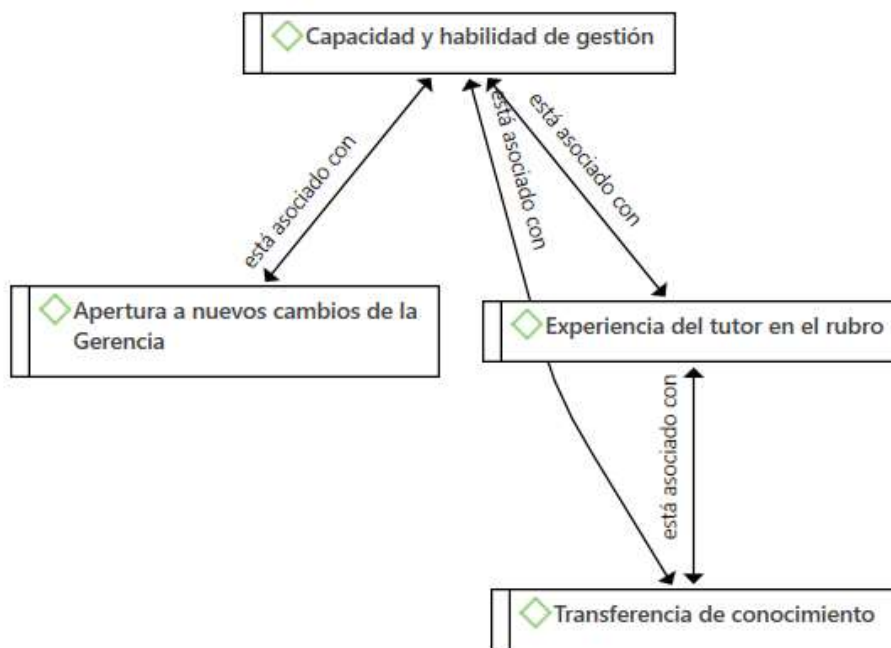 Capacidad y habilidad de gestión
está asociado con
está asociado con
está asociado con
Apertura a nuevos cambios de la
Gerencia
Experiencia del tutor en el rubro
está asociado con
Transferencia de conocimiento